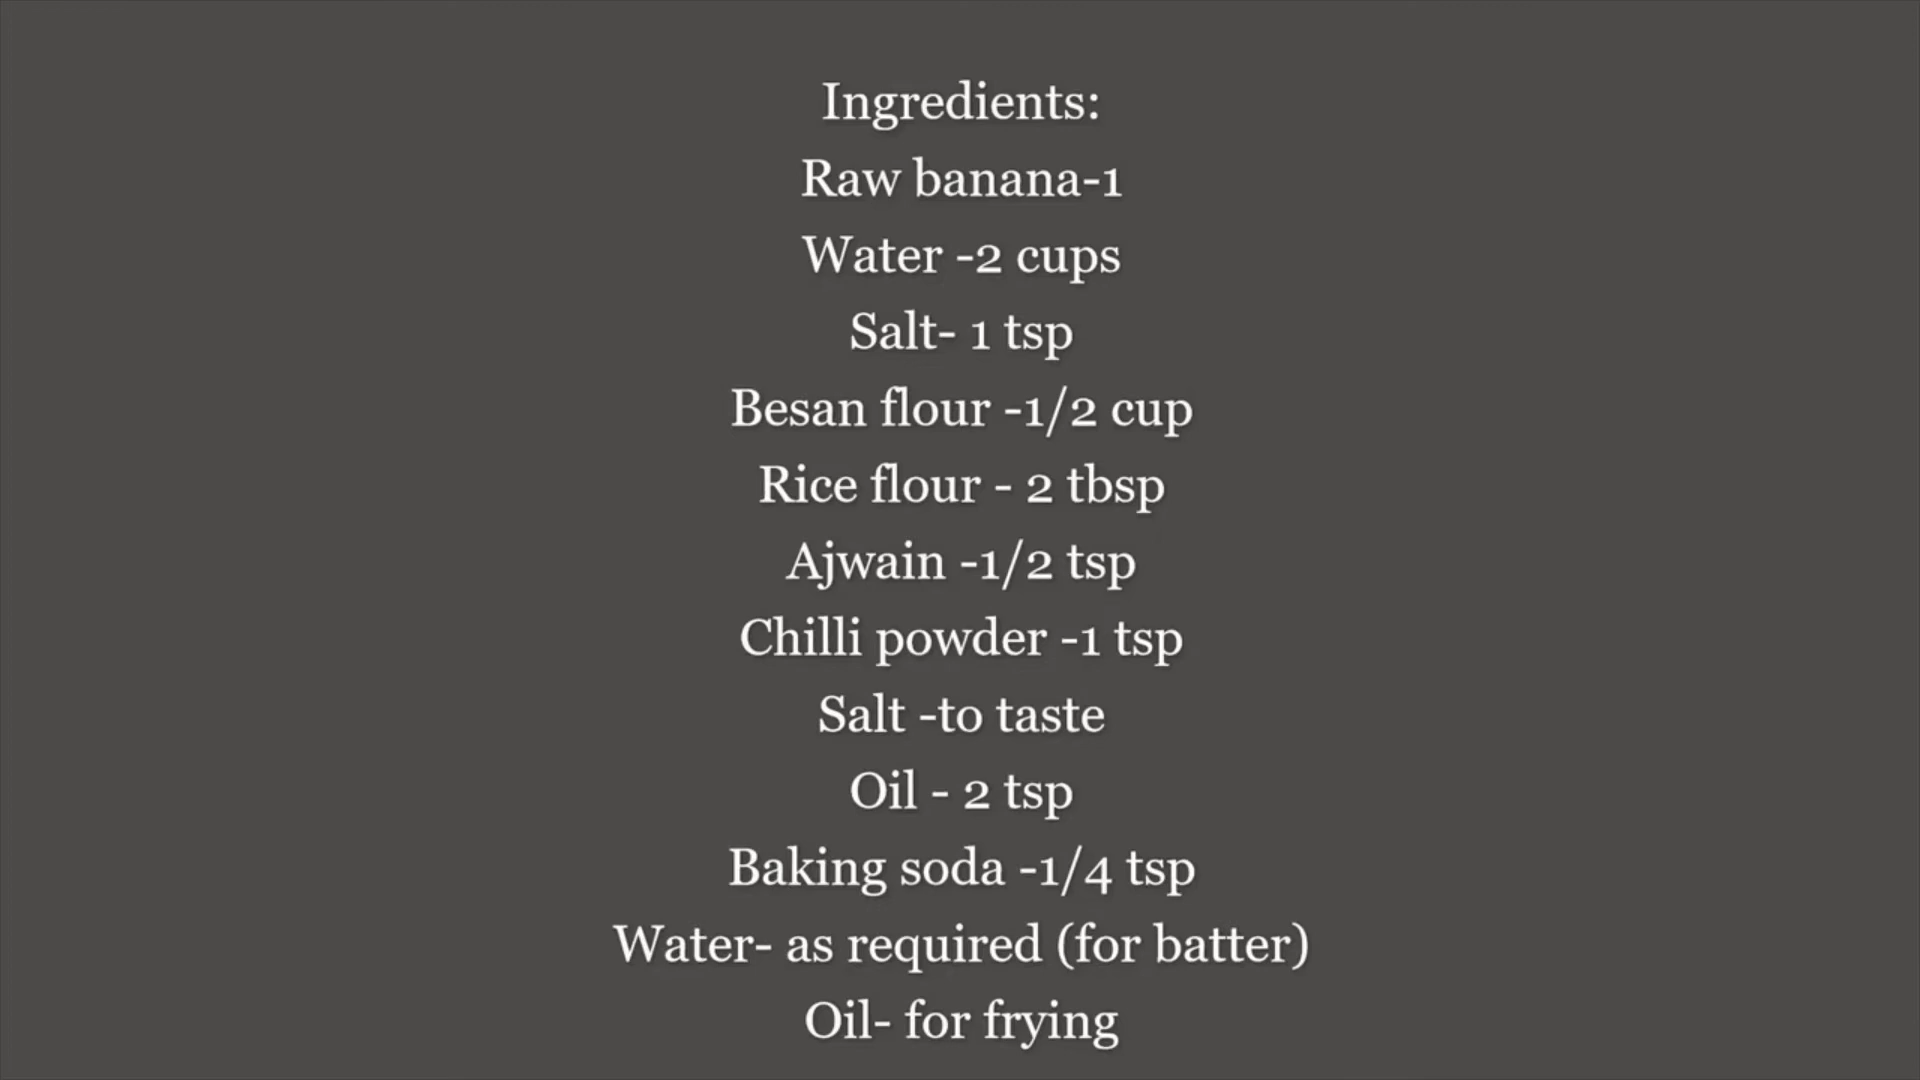 Ingredients:
Raw banana-1
Water -2 cups
Salt- 1 tsp
Besan flour -1/2 cup
Rice flour - 2 tbsp
Ajwain -1/2 tsp
Chilli powder -1 tsp
Salt -to taste
Oil - 2 tsp
Baking soda -1/4 tsp
Water- as required (for batter)
Oil- for frying